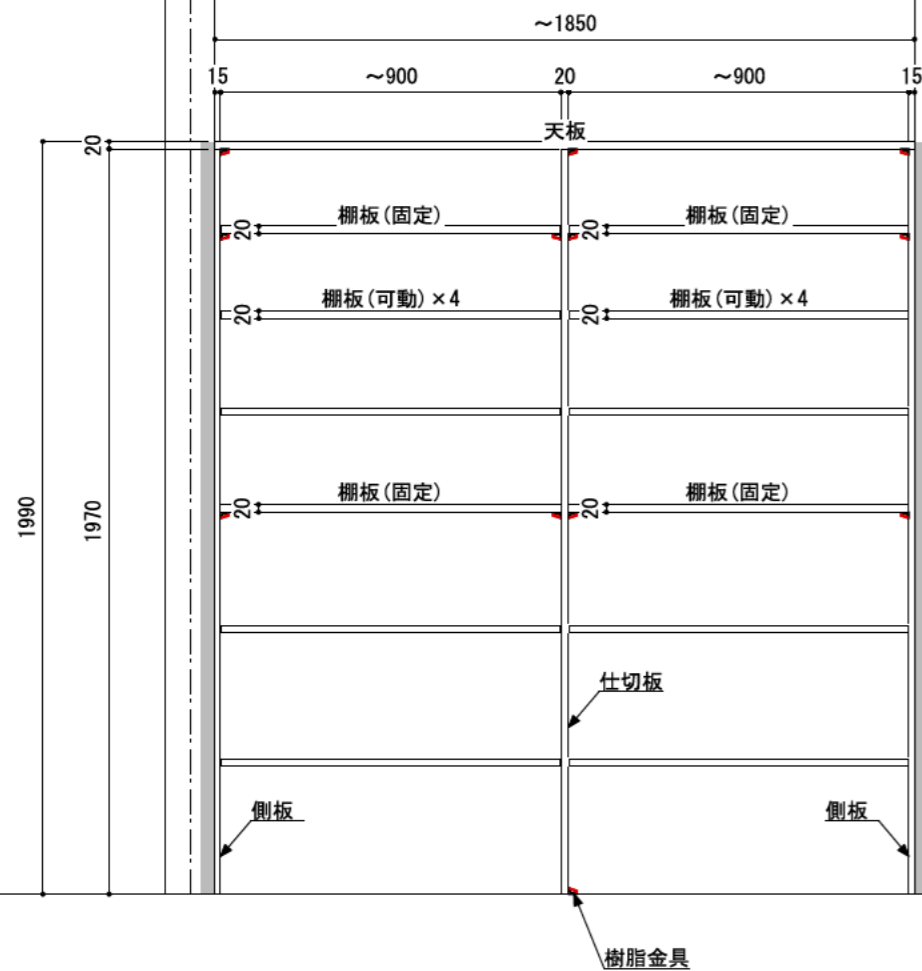 ～1850
15 ～900 20 ～900 15
天板
20
棚板(固定) 棚板(固定)
20 20
棚板(可動)×4 棚板(可動)×4
20 20
棚板(固定) 棚板(固定)
20 20
1990 1970
仕切板
側板 側板
樹脂金具